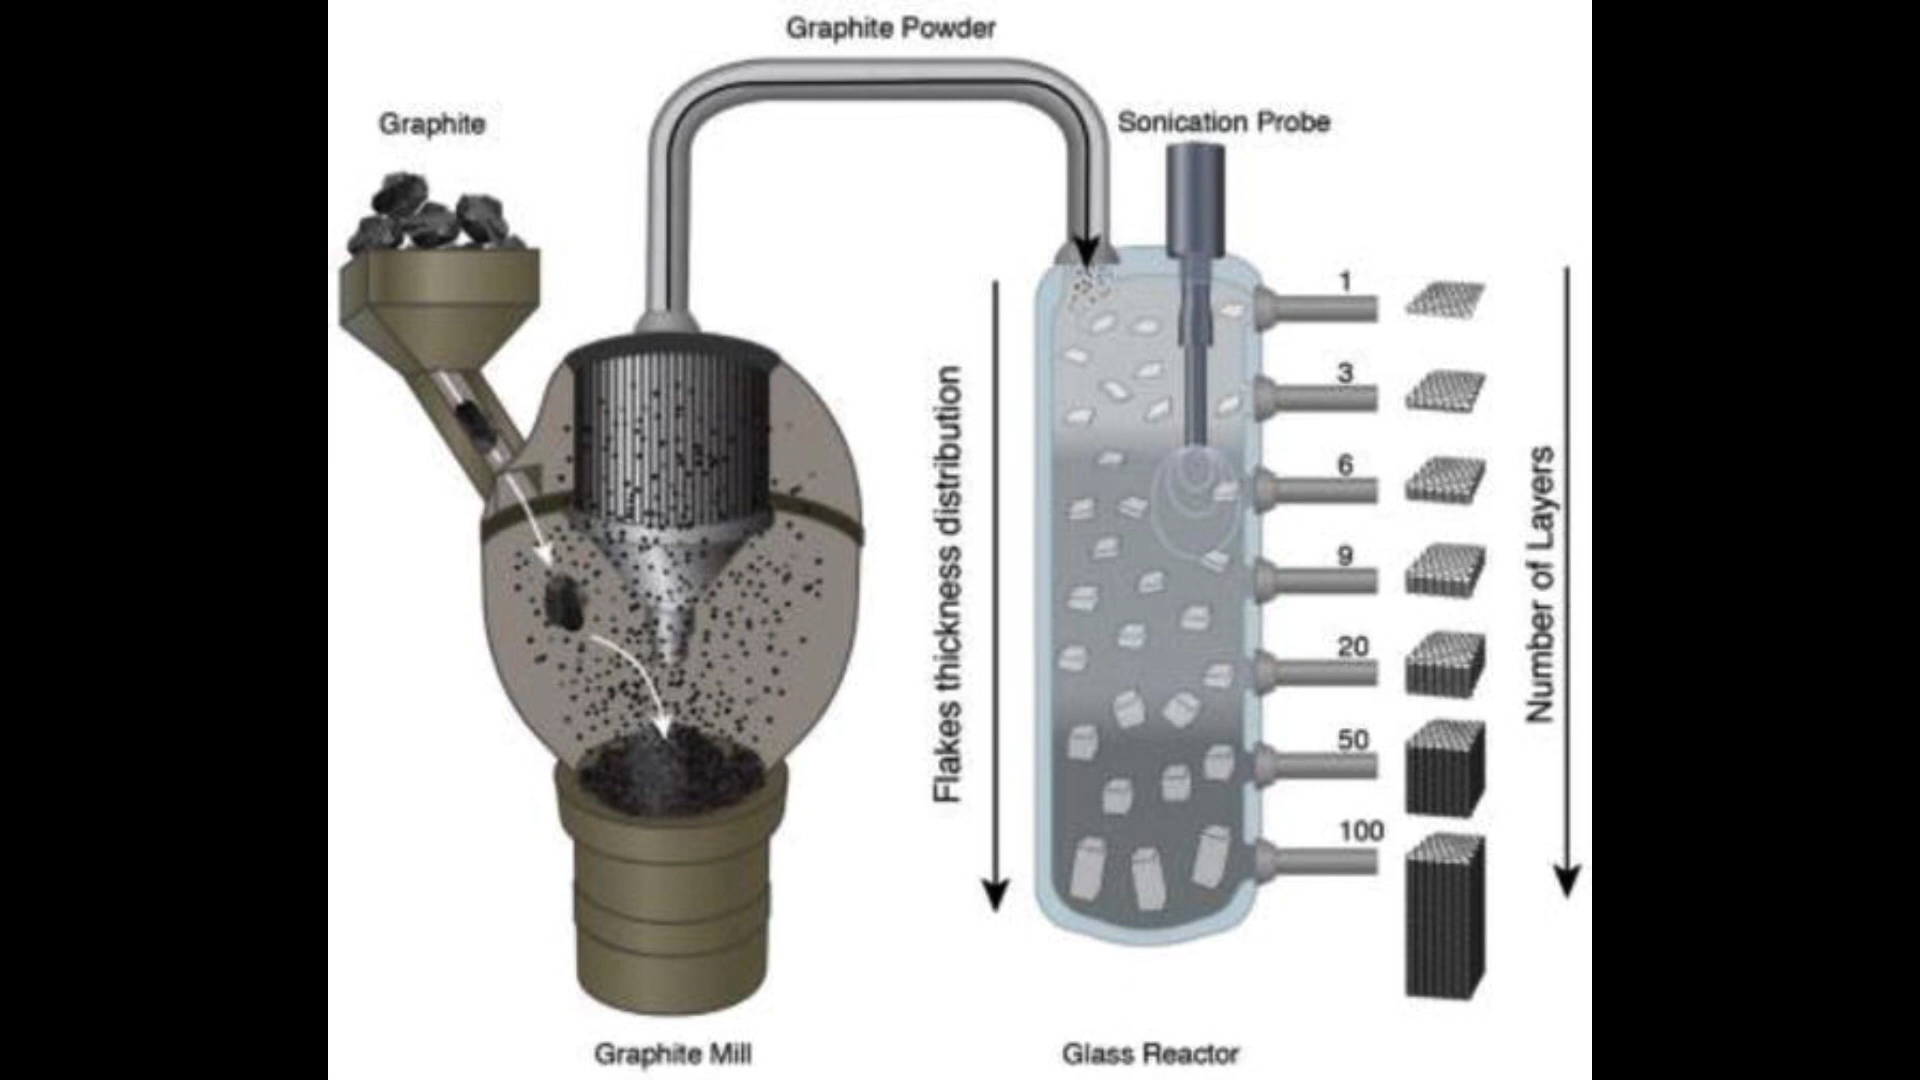 Graphite Powder
Graphite
Sonication Probe
Flakes thickness distribution
1
3
6
9
20
50
100
Number of Layers
Graphite Mill
Glass Reactor